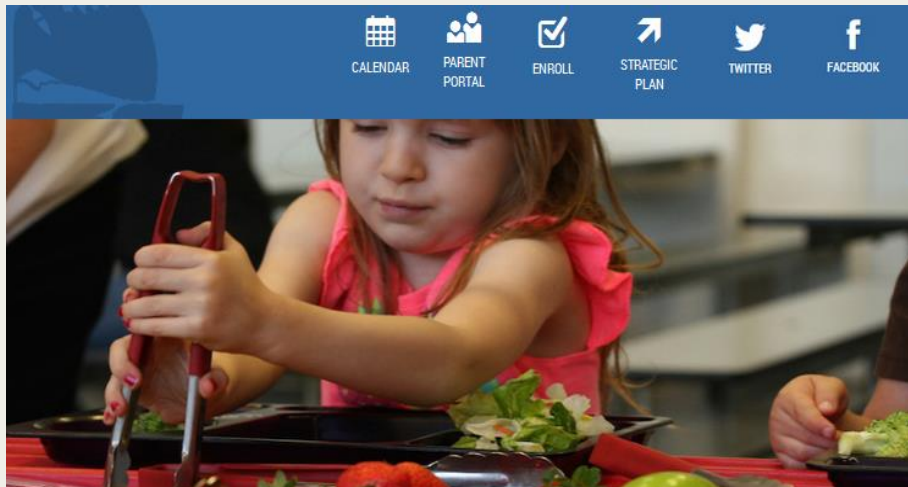 CALENDAR
PARENT
PORTAL
ENROLL
STRATEGIC
PLAN
TWITTER
FACEBOOK